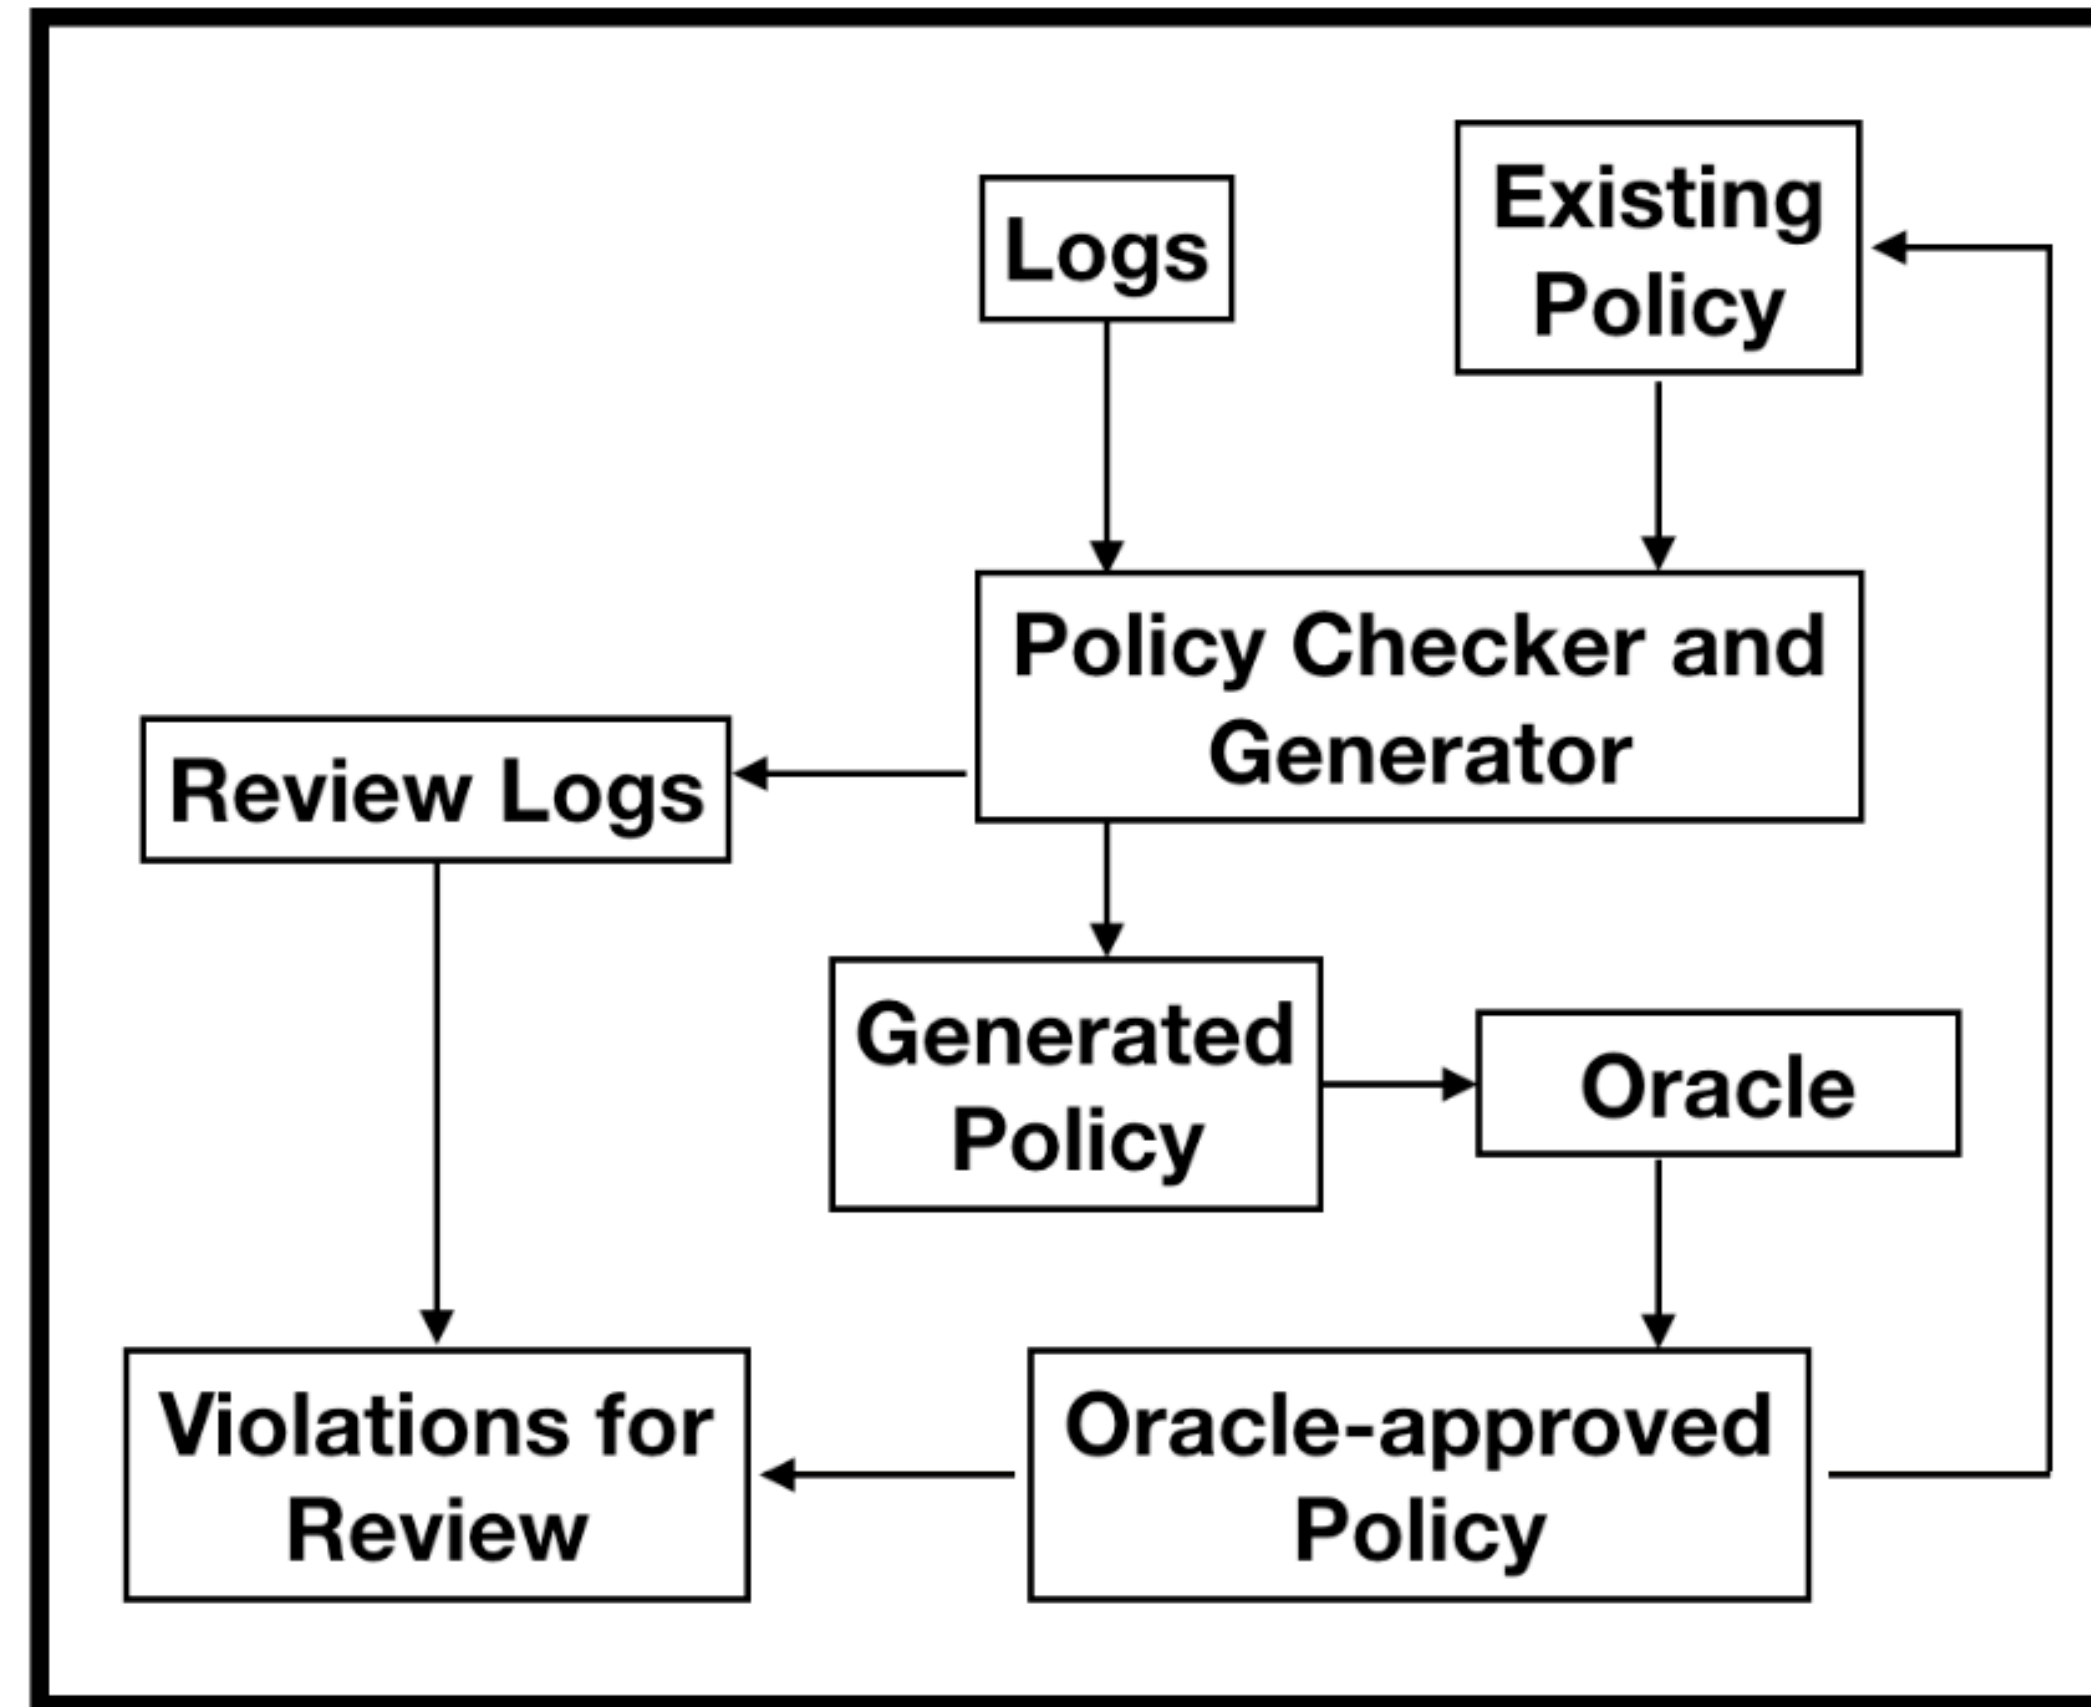 Logs
Existing
Policy
Policy Checker and
Generator
Review Logs
Generated
Policy
Oracle
Violations for
Review
Oracle-approved
Policy